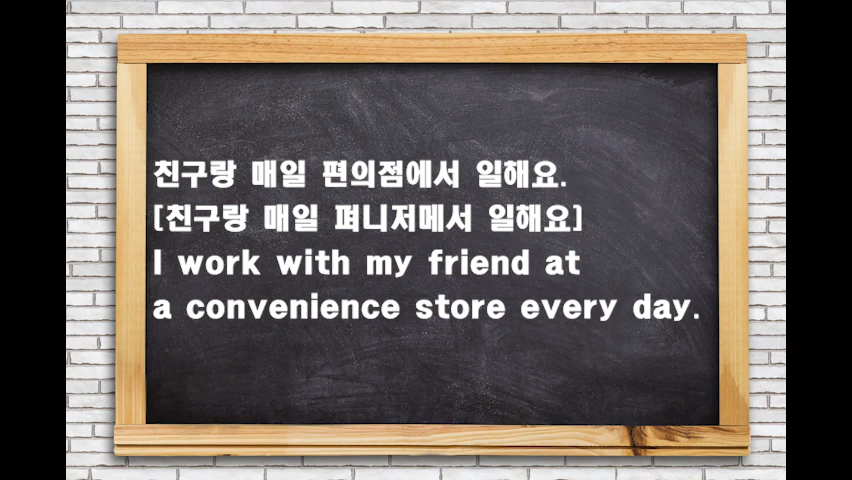 친구랑 매일 편의점에서 일해요.
[친구랑 매일 펴니저메서 일해요]
I work with my friend at
a convenience store every day.